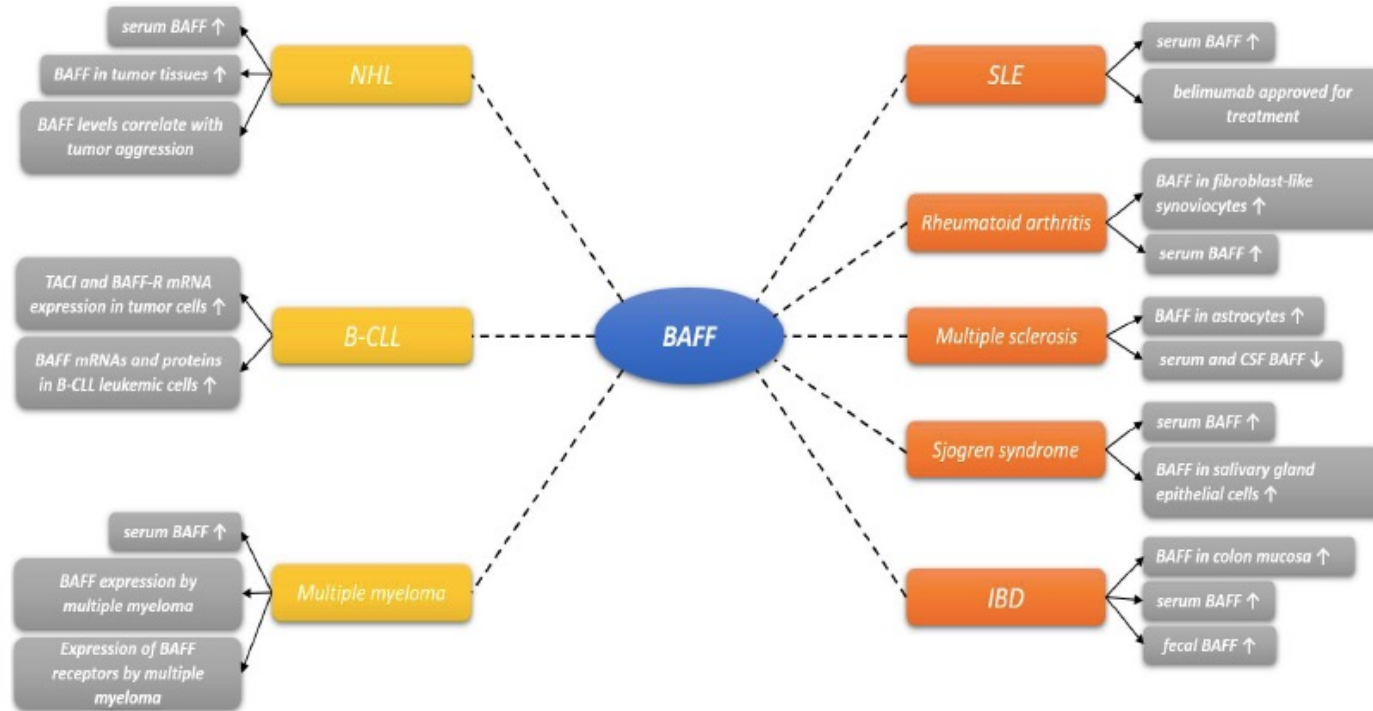 serum BAFF ↑
BAFF in tumor tissues ↑
BAFF levels correlate with
tumor aggression
NHL
TACI and BAFF-R mRNA
expression in tumor cells ↑
BAFF mRNAs and proteins
in B-CLL leukemic cells ↑
B-CLL
serum BAFF ↑
BAFF expression by
multiple myeloma
Expression of BAFF
receptors by multiple
myeloma
Multiple myeloma
BAFF
SLE
serum BAFF ↑
belimumab approved for
treatment
Rheumatoid arthritis
BAFF in fibroblast-like
synoviocytes ↑
serum BAFF ↑
Multiple sclerosis
BAFF in astrocytes ↑
serum and CSF BAFF ↓
Sjogren syndrome
serum BAFF ↑
BAFF in salivary gland
epithelial cells ↑
IBD
BAFF in colon mucosa ↑
serum BAFF ↑
fecal BAFF ↑